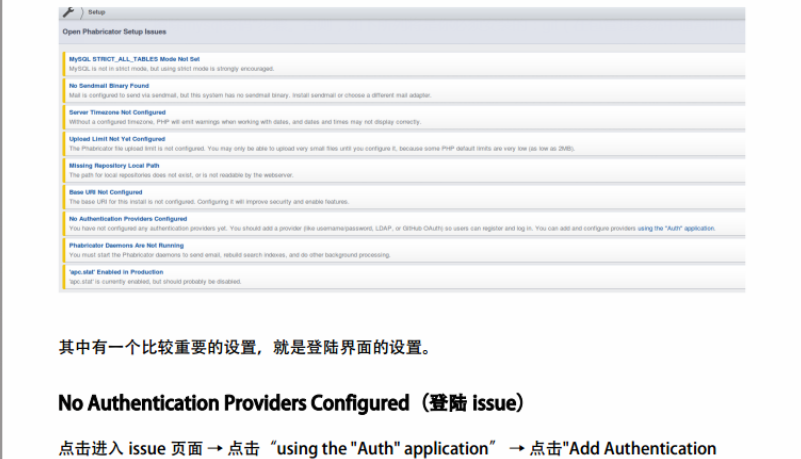 Setup
Open Phabricator Setup Issues
MySQL STRICT_ALL_TABLES Mode Not Set
MySQL is not in strict mode, but using strict mode is strongly encouraged.
No Sendmail Binary Found
Mail is configured to send via sendmail, but this system has no sendmail binary. Install sendmail or choose a different mail adapter.
Server Timezone Not Configured
Without a configured timezone, PHP will emit warnings when working with dates, and dates and times may not display correctly.
Upload Limit Not Yet Configured
The Phabricator file upload limit is not configured. You may only be able to upload very small files until you configure it, because some PHP default limits are very low (as low as 2MB).
Missing Repository Local Path
The path for local repositories does not exist, or is not readable by the webserver.
Base URI Not Configured
The base URI for this install is not configured. Configuring it will improve security and enable features.
No Authentication Providers Configured
You have not configured any authentication providers yet. You should add a provider (like username/password, LDAP, or GitHub OAuth) so users can register and log in. You can add and configure providers using the "Auth" application.
Phabricator Daemons Are Not Running
You must start the Phabricator daemons to send email, rebuild search indexes, and do other background processing.
'apc.stat' Enabled in Production
'apc.stat' is currently enabled, but should probably be disabled.
其中有一个比较重要的设置，就是登陆界面的设置。
No Authentication Providers Configured（登陆 issue）
点击进入 issue 页面 → 点击“using the "Auth" application” → 点击"Add Authentication